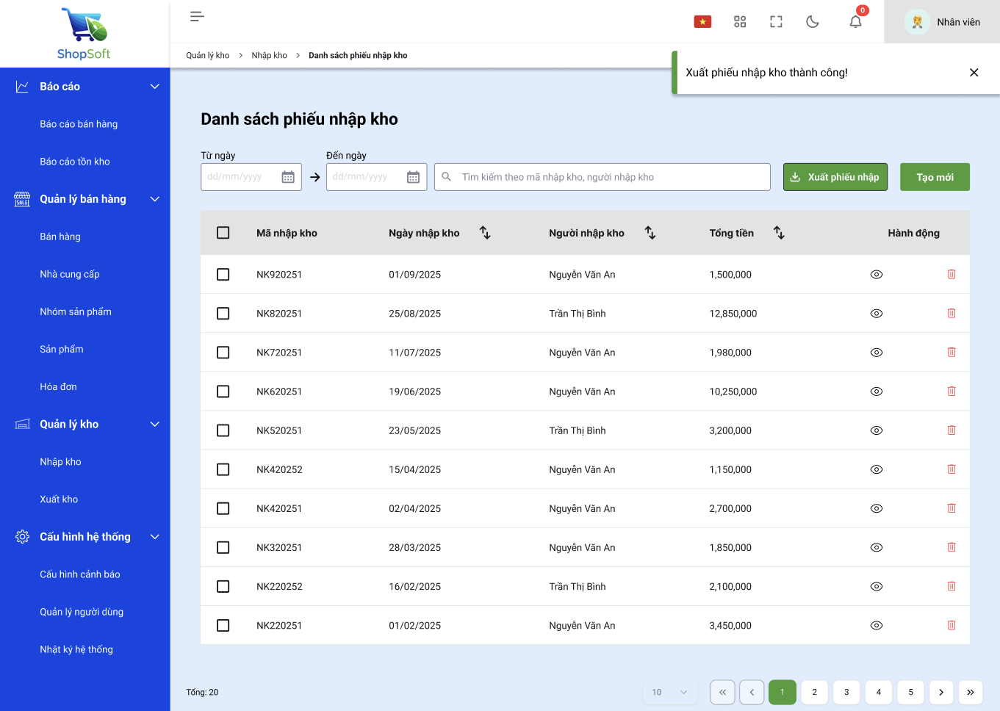 ShopSoft
Báo cáo
Báo cáo bán hàng
Báo cáo tồn kho
SALE
Quản lý bán hàng
Bán hàng
Nhà cung cấp
Nhóm sản phẩm
Sản phẩm
Hóa đơn
Quản lý kho
Nhập kho
Xuất kho
Cấu hình hệ thống
Cấu hình cảnh báo
Quản lý người dùng
Nhật ký hệ thống
0
Nhân viên
Quản lý kho > Nhập kho > Danh sách phiếu nhập kho
Xuất phiếu nhập kho thành công!
Danh sách phiếu nhập kho
Từ ngày
Đến ngày
dd/mm/yyyy
dd/mm/yyyy
Tìm kiếm theo mã nhập kho, người nhập kho
Xuất phiếu nhập
Tạo mới
Mã nhập kho Ngày nhập kho Người nhập kho Tổng tiền Hành động
NK920251 01/09/2025 Nguyễn Văn An 1,500,000
NK820251 25/08/2025 Trần Thị Bình 12,850,000
NK720251 11/07/2025 Nguyễn Văn An 1,980,000
NK620251 19/06/2025 Nguyễn Văn An 10,250,000
NK520251 23/05/2025 Trần Thị Bình 3,200,000
NK420252 15/04/2025 Nguyễn Văn An 1,150,000
NK420251 02/04/2025 Nguyễn Văn An 2,700,000
NK320251 28/03/2025 Nguyễn Văn An 1,850,000
NK220252 16/02/2025 Trần Thị Bình 2,100,000
NK220251 01/02/2025 Nguyễn Văn An 3,450,000
Tổng: 20
10
« < 1 2 3 4 5 > »